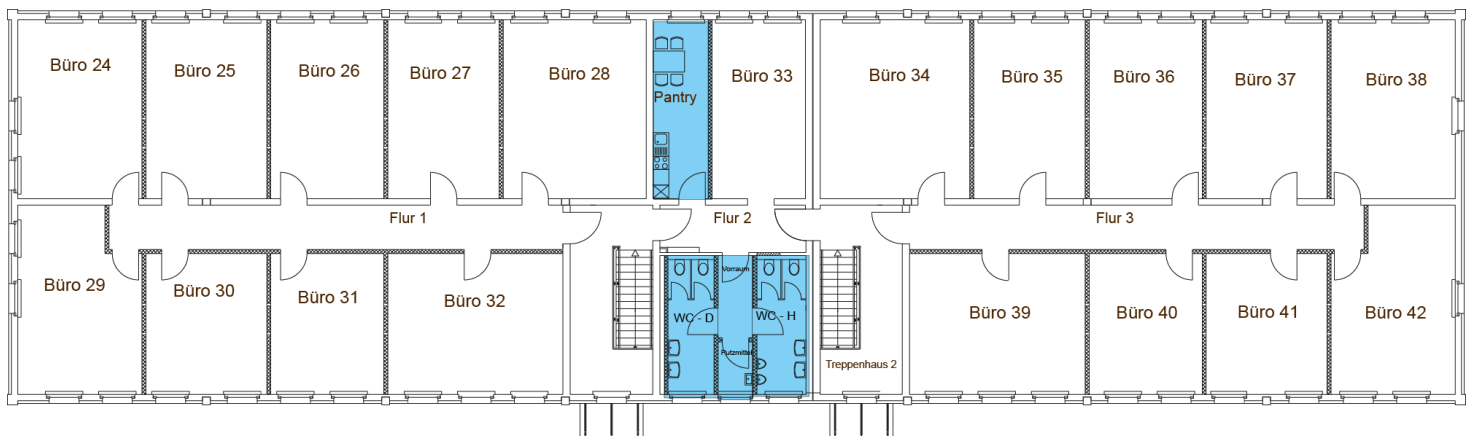 Büro 24
Büro 25
Büro 26
Büro 27
Büro 28
Pantry
Büro 33
Büro 34
Büro 35
Büro 36
Büro 37
Büro 38
Flur 1
Flur 2
Flur 3
Büro 29
Büro 30
Büro 31
Büro 32
Vorraum
WC - D
WC - H
Putzmittel
Treppenhaus 2
Büro 39
Büro 40
Büro 41
Büro 42